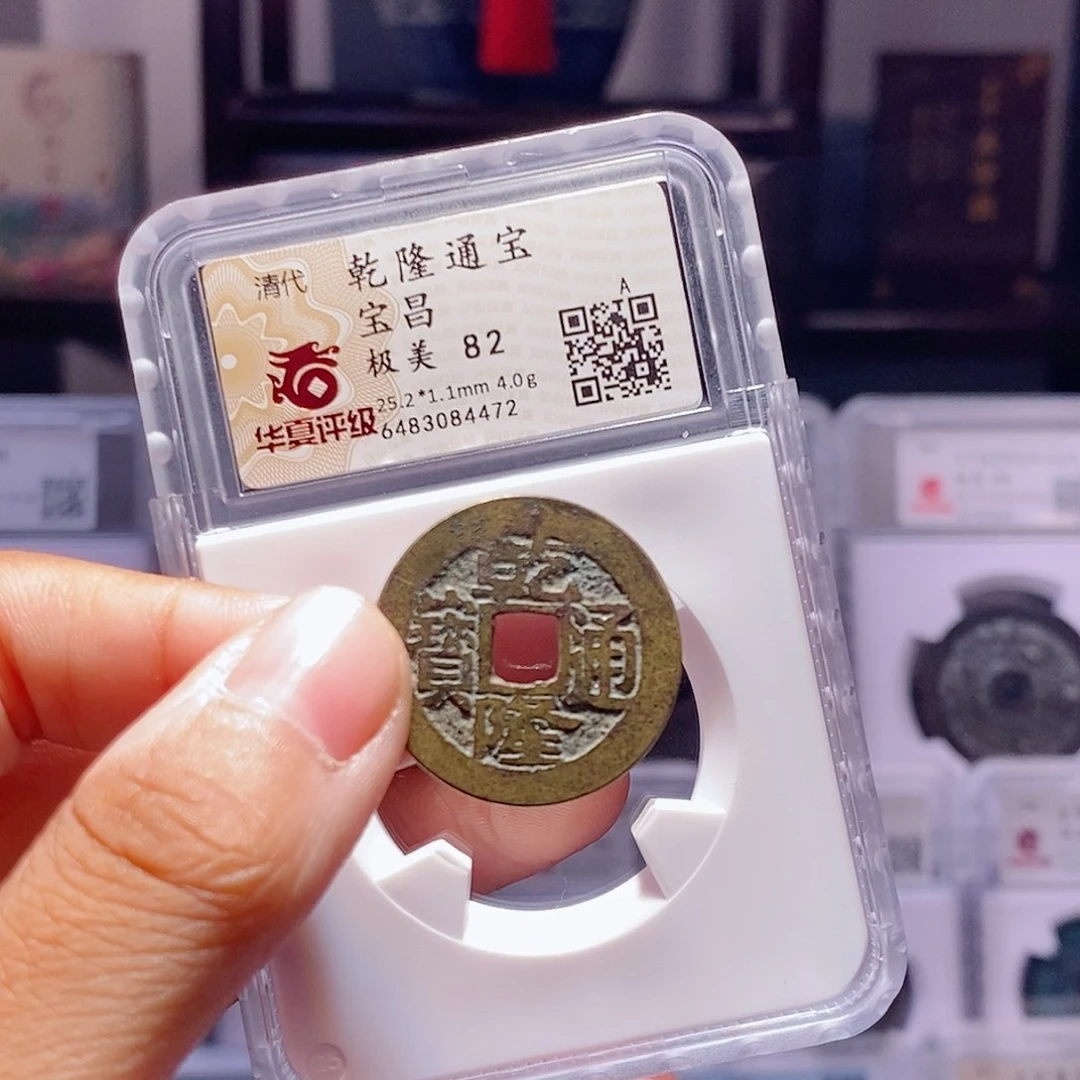 清代
乾隆通宝
宝昌
极美 82
A
25.2*1.1mm 4.0g
6483084472
华夏评级
乾隆通寶